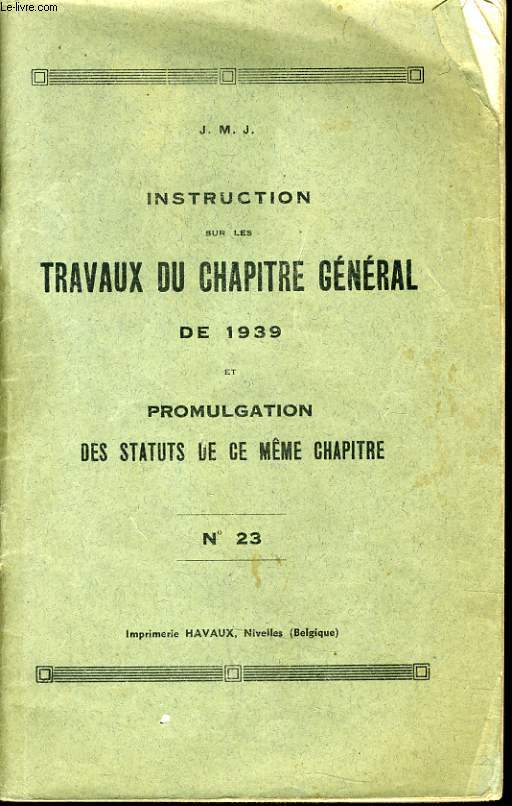 Le-livre.com
J. M. J.
INSTRUCTION
SUR LES
TRAVAUX DU CHAPITRE GÉNÉRAL
DE 1939
ET
PROMULGATION
DES STATUTS DE CE MÊME CHAPITRE
N° 23
Imprimerie HAVAUX, Nivelles (Belgique)